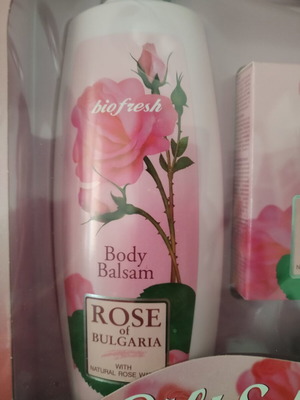 biofresh
Body
Balsam
ROSE
of
BULGARIA
WITH
NATURAL ROSE